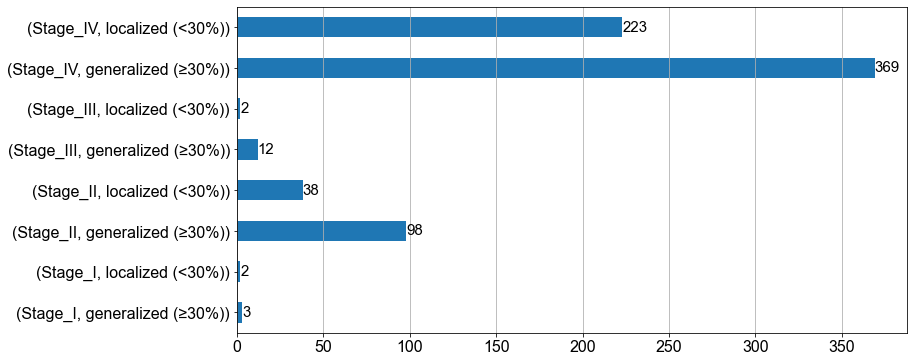 (Stage_IV, localized (<30%)) 223
(Stage_IV, generalized (≥30%)) 369
(Stage_III, localized (<30%)) 2
(Stage_III, generalized (≥30%)) 12
(Stage_II, localized (<30%)) 38
(Stage_II, generalized (≥30%)) 98
(Stage_I, localized (<30%)) 2
(Stage_I, generalized (≥30%)) 3
0 50 100 150 200 250 300 350